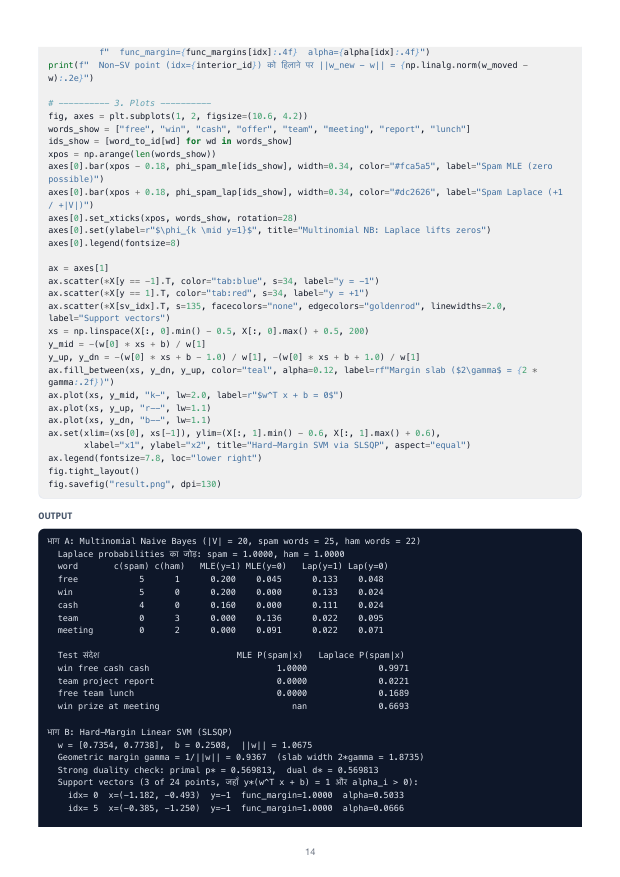 f"  func_margin={func_margins[idx]:.4f}  alpha={alpha[idx]:.4f}")
print(f"  Non-SV point (idx={interior_id}) को हिलाने पर ||w_new − w|| = {np.linalg.norm(w_moved −
w):.2e}")

# –––––––––– 3. Plots ––––––––––
fig, axes = plt.subplots(1, 2, figsize=(10.6, 4.2))
words_show = ["free", "win", "cash", "offer", "team", "meeting", "report", "lunch"]
ids_show = [word_to_id[wd] for wd in words_show]
xpos = np.arange(len(words_show))
axes[0].bar(xpos − 0.18, phi_spam_mle[ids_show], width=0.34, color="#fca5a5", label="Spam MLE (zero
possible)")
axes[0].bar(xpos + 0.18, phi_spam_lap[ids_show], width=0.34, color="#dc2626", label="Spam Laplace (+1
/ +|V|)")
axes[0].set_xticks(xpos, words_show, rotation=28)
axes[0].set(ylabel=r"$\phi_{k \mid y=1}$", title="Multinomial NB: Laplace lifts zeros")
axes[0].legend(fontsize=8)

ax = axes[1]
ax.scatter(*X[y == −1].T, color="tab:blue", s=34, label="y = −1")
ax.scatter(*X[y == 1].T, color="tab:red", s=34, label="y = +1")
ax.scatter(*X[sv_idx].T, s=135, facecolors="none", edgecolors="goldenrod", linewidths=2.0,
label="Support vectors")
xs = np.linspace(X[:, 0].min() − 0.5, X[:, 0].max() + 0.5, 200)
y_mid = −(w[0] * xs + b) / w[1]
y_up, y_dn = −(w[0] * xs + b − 1.0) / w[1], −(w[0] * xs + b + 1.0) / w[1]
ax.fill_between(xs, y_dn, y_up, color="teal", alpha=0.12, label=rf"Margin slab ($2\gamma$ = {2 *
gamma:.2f})")
ax.plot(xs, y_mid, "k−", lw=2.0, label=r"$w^T x + b = 0$")
ax.plot(xs, y_up, "r−−", lw=1.1)
ax.plot(xs, y_dn, "b−−", lw=1.1)
ax.set(xlim=(xs[0], xs[−1]), ylim=(X[:, 1].min() − 0.6, X[:, 1].max() + 0.6),
       xlabel="x1", ylabel="x2", title="Hard-Margin SVM via SLSQP", aspect="equal")
ax.legend(fontsize=7.8, loc="lower right")
fig.tight_layout()
fig.savefig("result.png", dpi=130)

OUTPUT

भाग A: Multinomial Naive Bayes (|V| = 20, spam words = 25, ham words = 22)
  Laplace probabilities का जोड़: spam = 1.0000, ham = 1.0000
  word       c(spam) c(ham)   MLE(y=1) MLE(y=0)   Lap(y=1) Lap(y=0)
  free            5      1      0.200    0.045      0.133    0.048
  win             5      0      0.200    0.000      0.133    0.024
  cash            4      0      0.160    0.000      0.111    0.024
  team            0      3      0.000    0.136      0.022    0.095
  meeting         0      2      0.000    0.091      0.022    0.071

  Test संदेश                     MLE P(spam|x)   Laplace P(spam|x)
  win free cash cash                    1.0000              0.9971
  team project report                   0.0000              0.0221
  free team lunch                       0.0000              0.1689
  win prize at meeting                     nan              0.6693

भाग B: Hard-Margin Linear SVM (SLSQP)
  w = [0.7354, 0.7738],  b = 0.2508,  ||w|| = 1.0675
  Geometric margin gamma = 1/||w|| = 0.9367  (slab width 2*gamma = 1.8735)
  Strong duality check: primal p* = 0.569813,  dual d* = 0.569813
  Support vectors (3 of 24 points, जहाँ y*(w^T x + b) = 1 और alpha_i > 0):
    idx= 0  x=(−1.182, −0.493)  y=−1  func_margin=1.0000  alpha=0.5033
    idx= 5  x=(−0.385, −1.250)  y=−1  func_margin=1.0000  alpha=0.0666

14